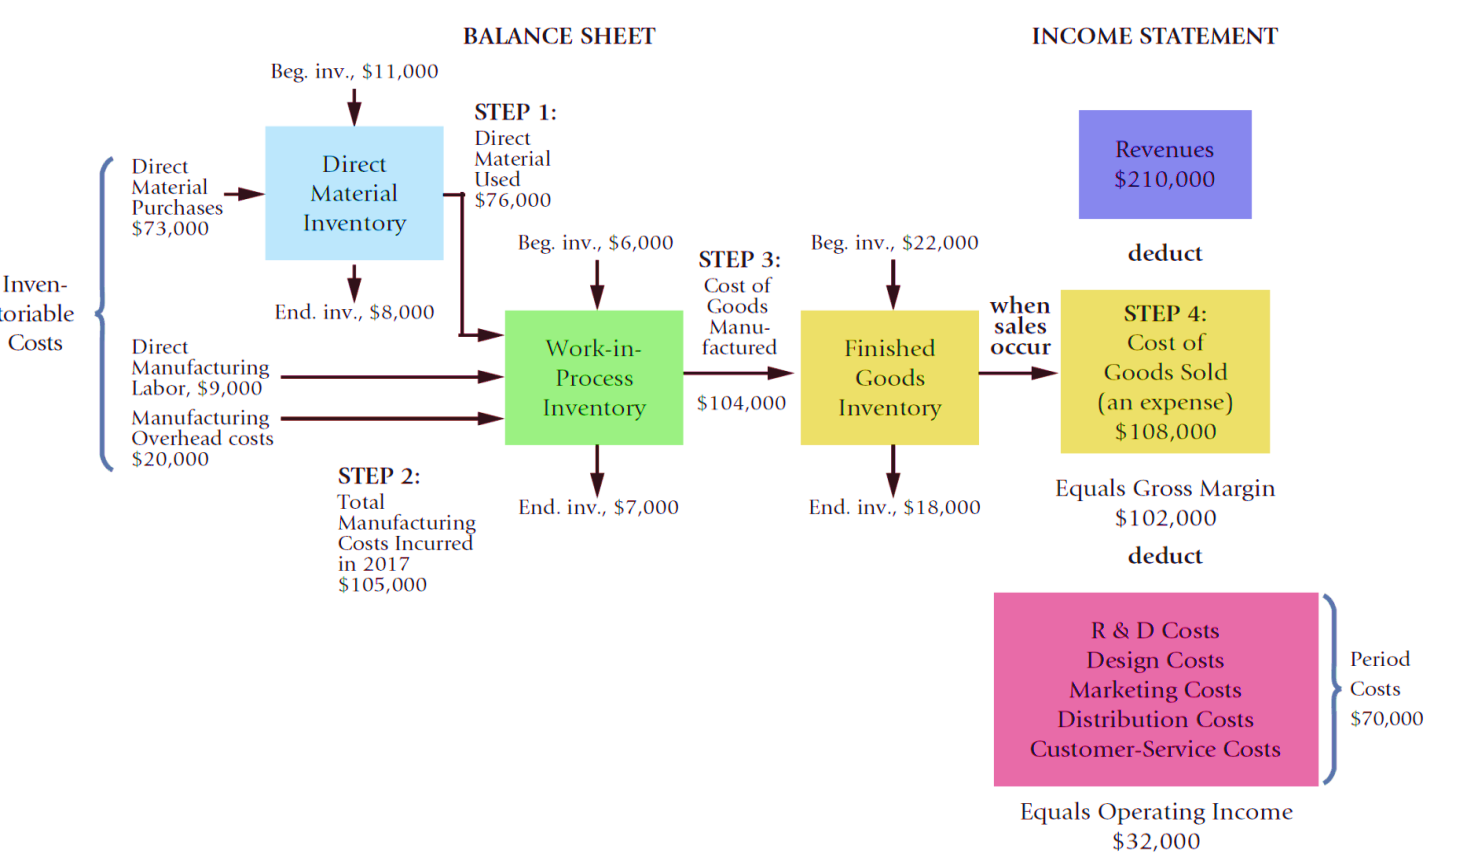 BALANCE SHEET
INCOME STATEMENT
Beg. inv., $11,000
STEP 1:
Direct
Material
Used
$76,000
Direct
Material
Purchases
$73,000
Direct
Material
Inventory
End. inv., $8,000
Inven-
toriable
Costs
Direct
Manufacturing
Labor, $9,000
Manufacturing
Overhead costs
$20,000
STEP 2:
Total
Manufacturing
Costs Incurred
in 2017
$105,000
Beg. inv., $6,000
Work-in-
Process
Inventory
End. inv., $7,000
STEP 3:
Cost of
Goods
Manu-
factured
$104,000
Beg. inv., $22,000
Finished
Goods
Inventory
End. inv., $18,000
when
sales
occur
Revenues
$210,000
deduct
STEP 4:
Cost of
Goods Sold
(an expense)
$108,000
Equals Gross Margin
$102,000
deduct
R & D Costs
Design Costs
Marketing Costs
Distribution Costs
Customer-Service Costs
Period
Costs
$70,000
Equals Operating Income
$32,000